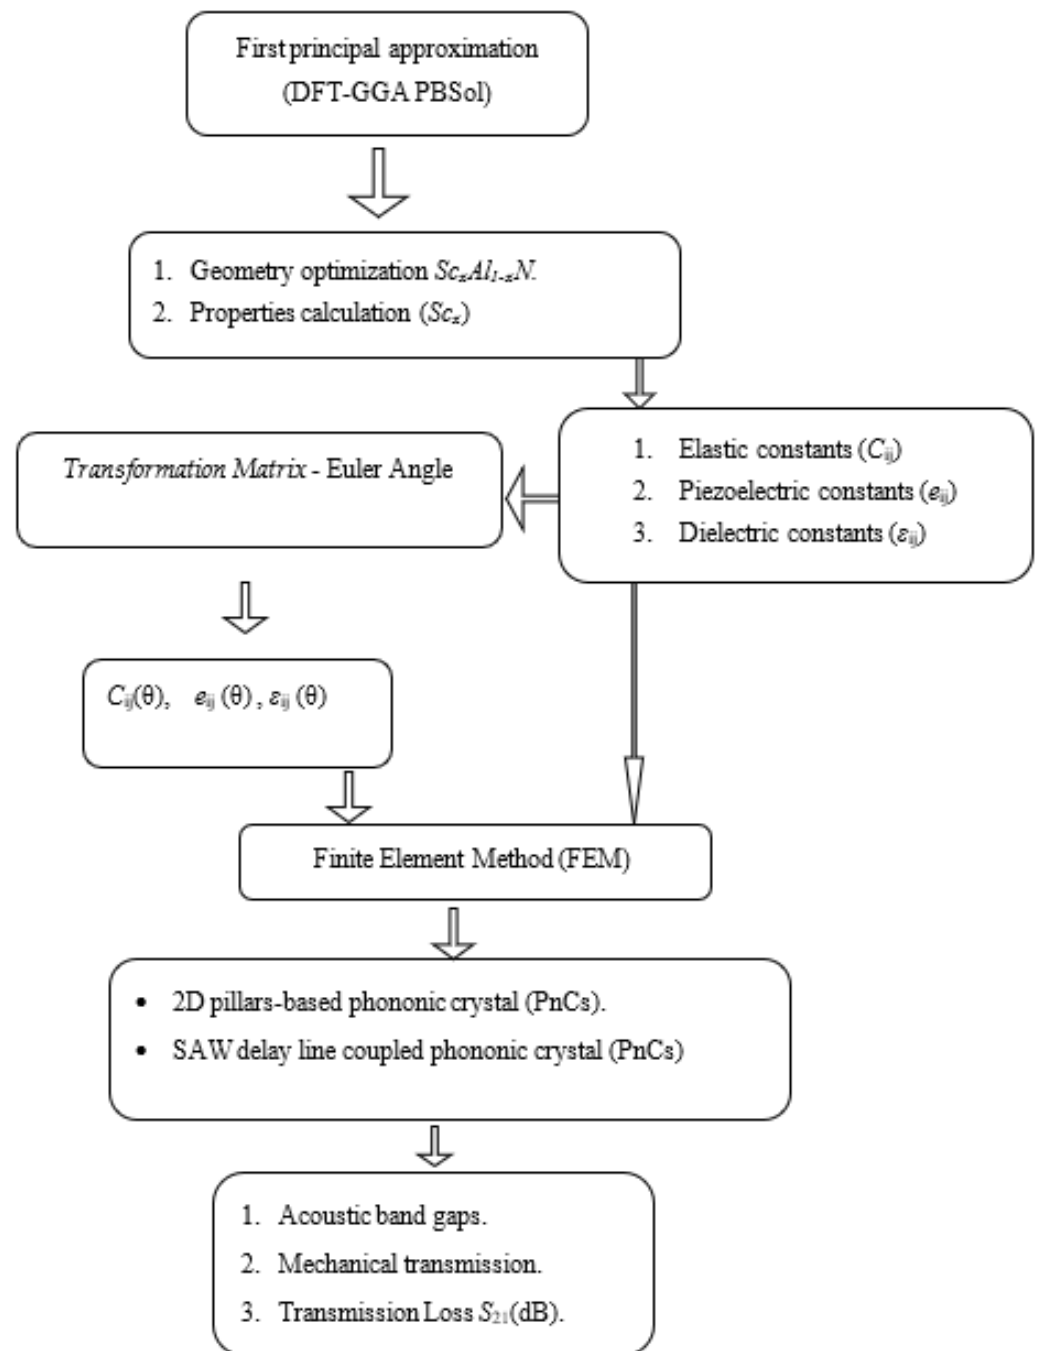 First principal approximation
(DFT-GGA PBSol)
1. Geometry optimization ScₓAl₁₋ₓN.
2. Properties calculation (Scₓ)
Transformation Matrix - Euler Angle
1. Elastic constants (Cᵢⱼ)
2. Piezoelectric constants (eᵢⱼ)
3. Dielectric constants (εᵢⱼ)
Cᵢⱼ(θ), eᵢⱼ (θ) , εᵢⱼ (θ)
Finite Element Method (FEM)
• 2D pillars-based phononic crystal (PnCs).
• SAW delay line coupled phononic crystal (PnCs)
1. Acoustic band gaps.
2. Mechanical transmission.
3. Transmission Loss S₂₁(dB).